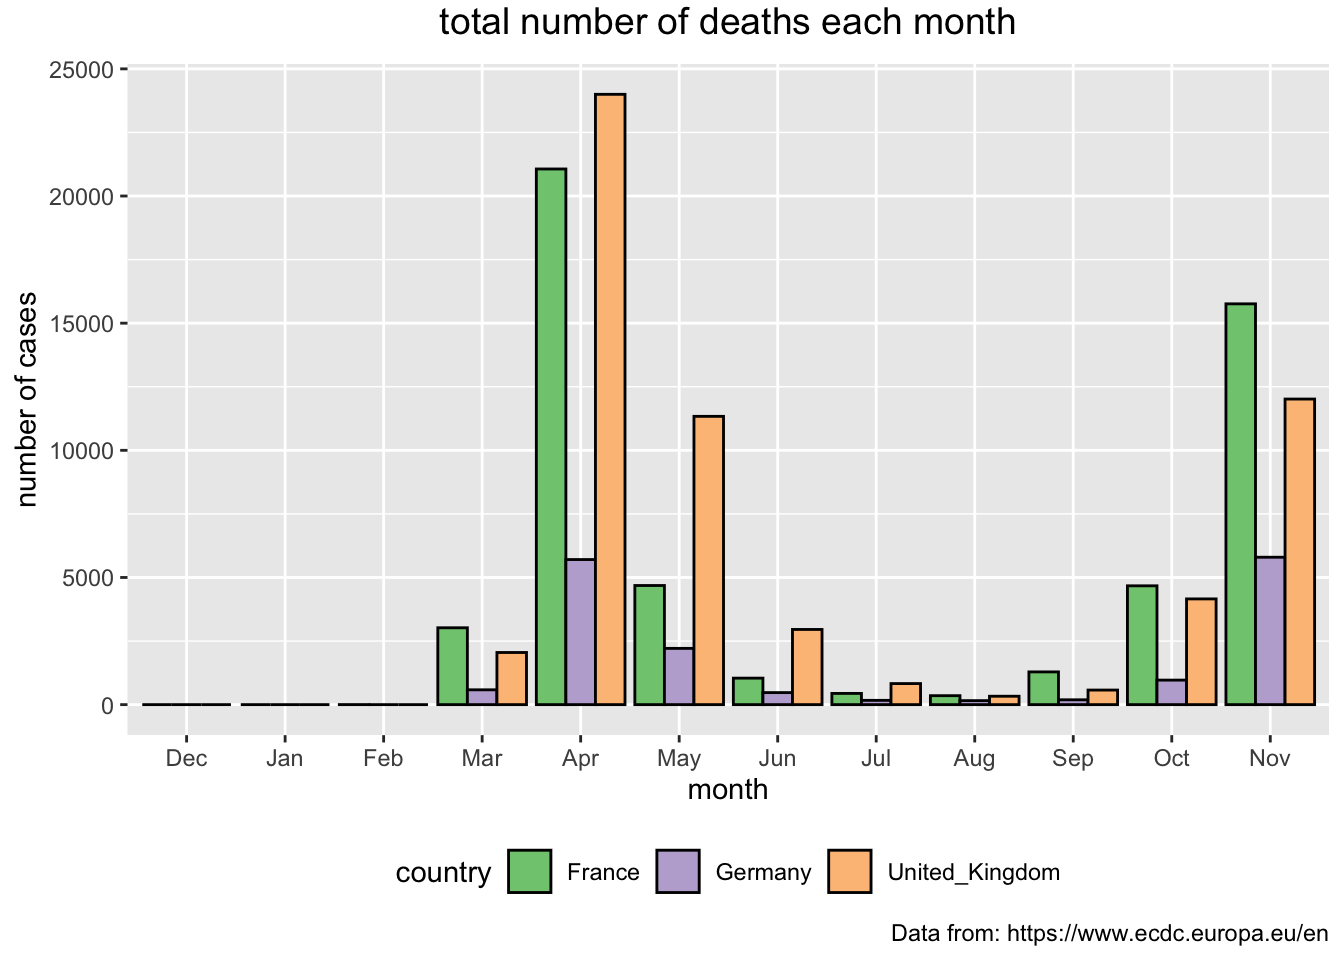 total number of deaths each month
25000
20000
15000
10000
5000
0
number of cases
Dec Jan Feb Mar Apr May Jun Jul Aug Sep Oct Nov
month
country France Germany United_Kingdom
Data from: https://www.ecdc.europa.eu/en